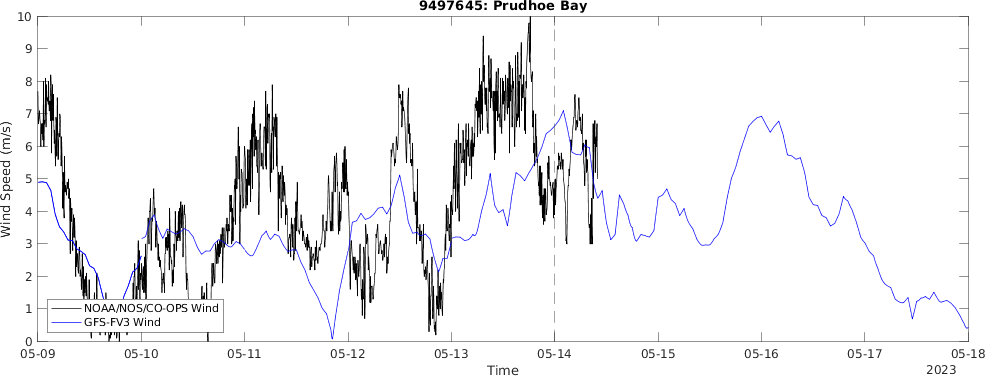 9497645: Prudhoe Bay
Wind Speed (m/s)
10
9
8
7
6
5
4
3
2
1
0
NOAA/NOS/CO-OPS Wind
GFS-FV3 Wind
05-09 05-10 05-11 05-12 05-13 05-14 05-15 05-16 05-17 05-18
Time
2023